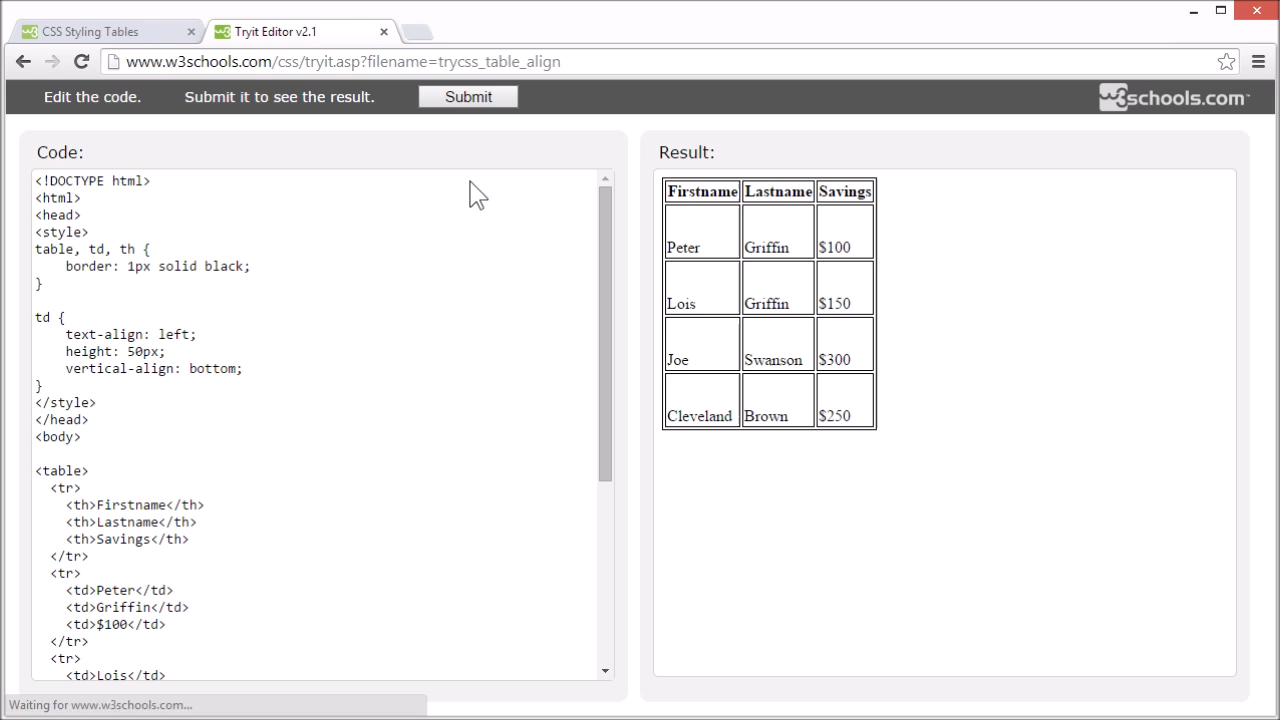 CSS Styling Tables
Tryit Editor v2.1
www.w3schools.com/css/tryit.asp?filename=trycss_table_align
Edit the code.
Submit it to see the result.
Submit
w3schools.com
Code:
<!DOCTYPE html>
<html>
<head>
<style>
table, td, th {
    border: 1px solid black;
}
td {
    text-align: left;
    height: 50px;
    vertical-align: bottom;
}
</style>
</head>
<body>
<table>
  <tr>
    <th>Firstname</th>
    <th>Lastname</th>
    <th>Savings</th>
  </tr>
  <tr>
    <td>Peter</td>
    <td>Griffin</td>
    <td>$100</td>
  </tr>
  <tr>
    <td>Lois</td>
Result:
Firstname Lastname Savings
Peter Griffin $100
Lois Griffin $150
Joe Swanson $300
Cleveland Brown $250
Waiting for www.w3schools.com...